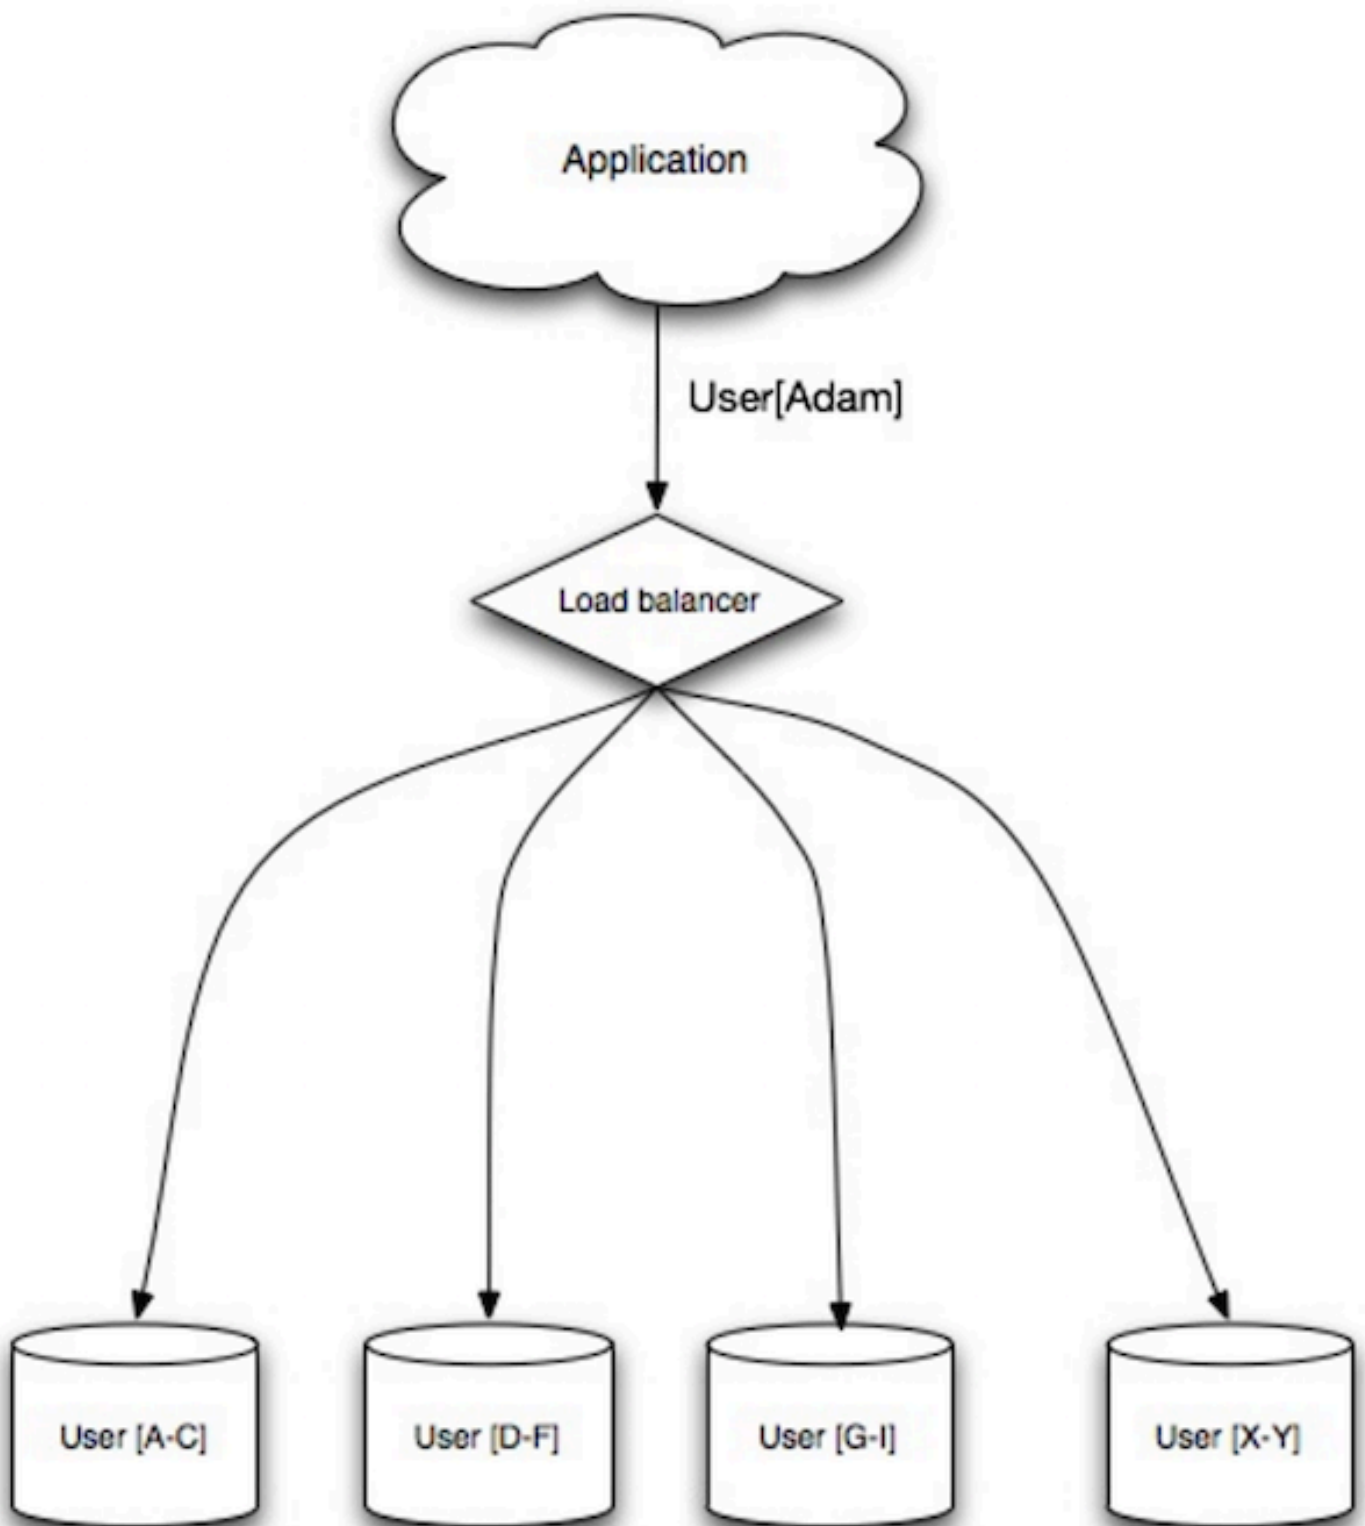 Application
User[Adam]
Load balancer
User [A-C]
User [D-F]
User [G-I]
User [X-Y]